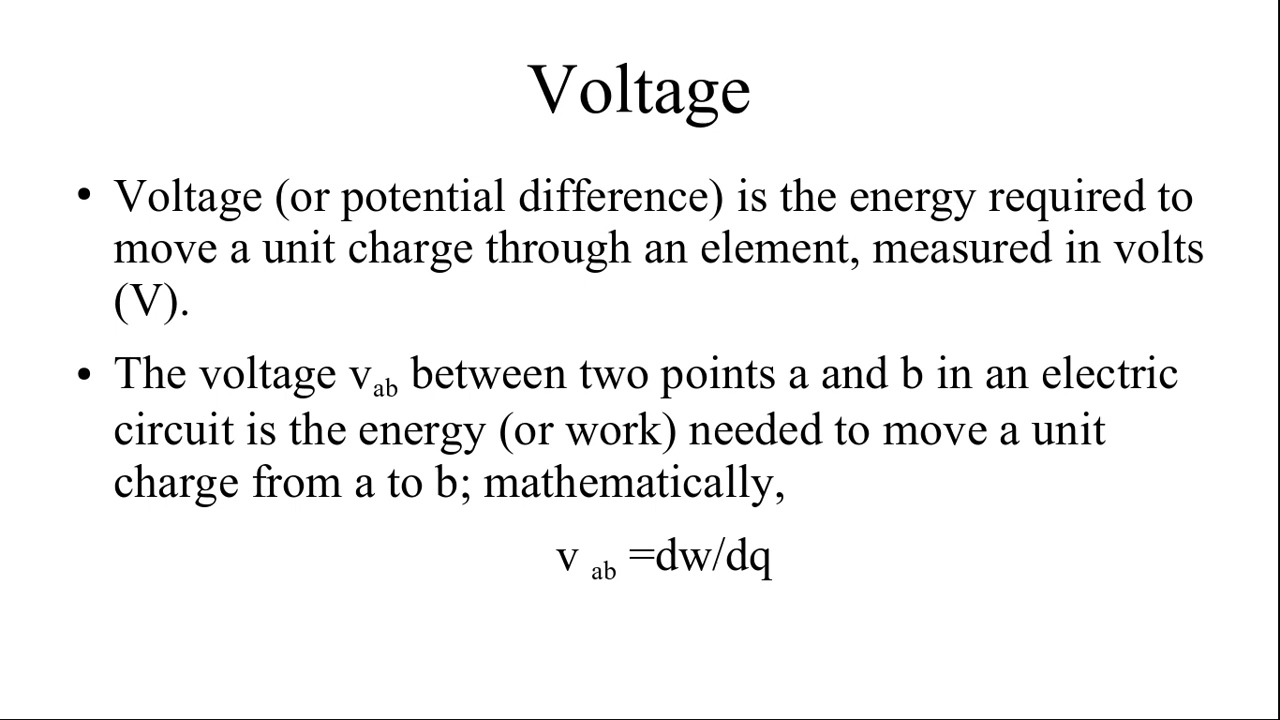 Voltage
• Voltage (or potential difference) is the energy required to
move a unit charge through an element, measured in volts
(V).
• The voltage v_ab between two points a and b in an electric
circuit is the energy (or work) needed to move a unit
charge from a to b; mathematically,
v _ab =dw/dq